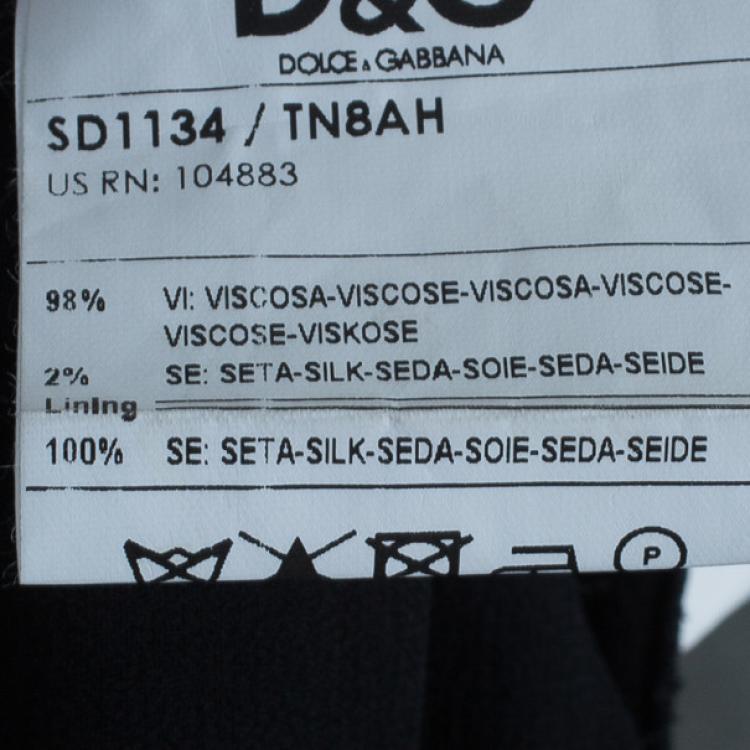 D&G
DOLCE & GABBANA
SD1134 / TN8AH
US RN: 104883
98% VI: VISCOSA-VISCOSE-VISCOSA-VISCOSE-
VISCOSE-VISKOSE
2% SE: SETA-SILK-SEDA-SOIE-SEDA-SEIDE
Lining
100% SE: SETA-SILK-SEDA-SOIE-SEDA-SEIDE
P